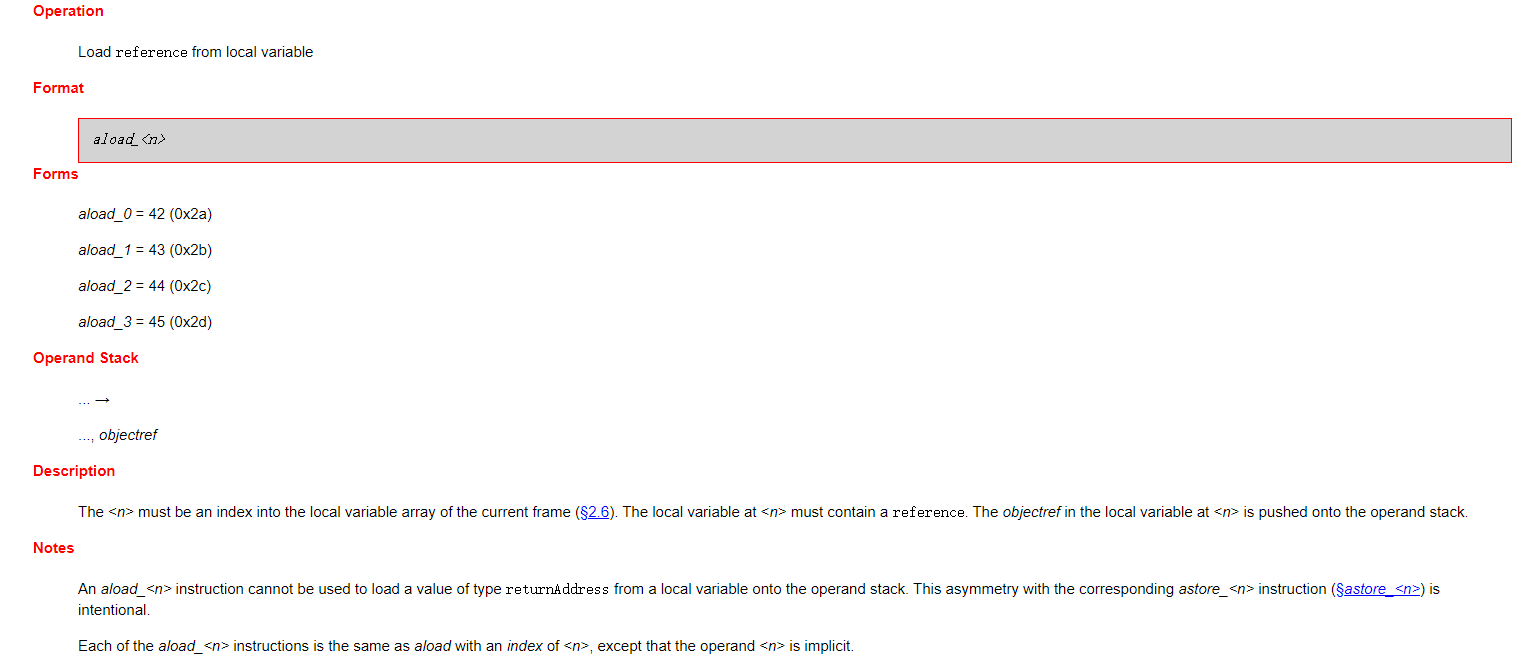 Operation
Load reference from local variable
Format
aload_<n>
Forms
aload_0 = 42 (0x2a)
aload_1 = 43 (0x2b)
aload_2 = 44 (0x2c)
aload_3 = 45 (0x2d)
Operand Stack
... →
..., objectref
Description
The <n> must be an index into the local variable array of the current frame (§2.6). The local variable at <n> must contain a reference. The objectref in the local variable at <n> is pushed onto the operand stack.
Notes
An aload_<n> instruction cannot be used to load a value of type returnAddress from a local variable onto the operand stack. This asymmetry with the corresponding astore_<n> instruction (§astore_<n>) is
intentional.
Each of the aload_<n> instructions is the same as aload with an index of <n>, except that the operand <n> is implicit.